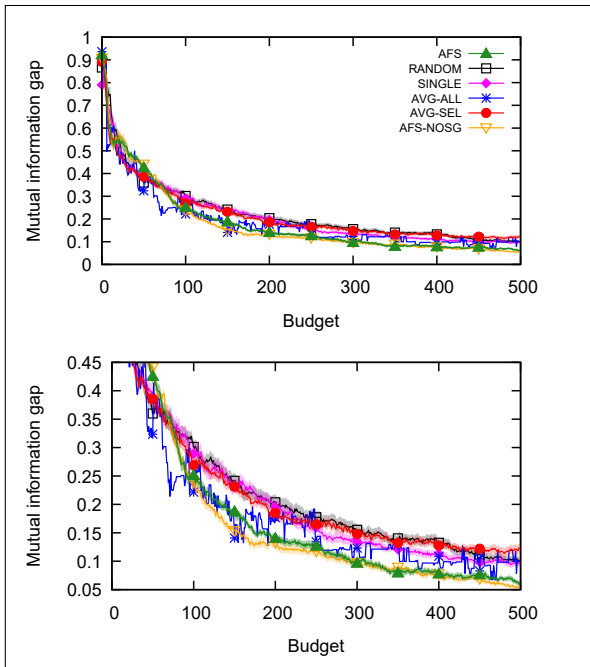 Mutual information gap
1
0.9
0.8
0.7
0.6
0.5
0.4
0.3
0.2
0.1
0
AFS
RANDOM
SINGLE
AVG-ALL
AVG-SEL
AFS-NOSG
0 100 200 300 400 500
Budget
Mutual information gap
0.45
0.4
0.35
0.3
0.25
0.2
0.15
0.1
0.05
0 100 200 300 400 500
Budget